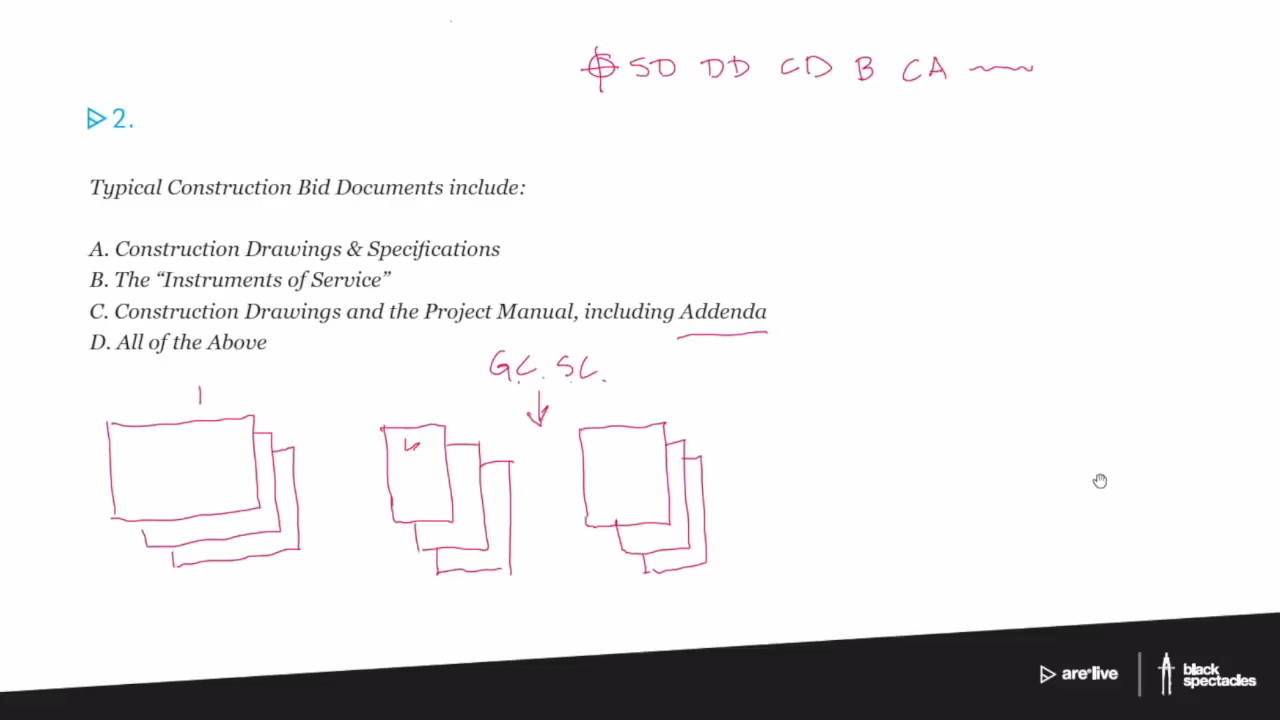 SD DD CD B CA
2.
Typical Construction Bid Documents include:
A. Construction Drawings & Specifications
B. The “Instruments of Service”
C. Construction Drawings and the Project Manual, including Addenda
D. All of the Above
G.C. S.C.
are live
black
spectacles